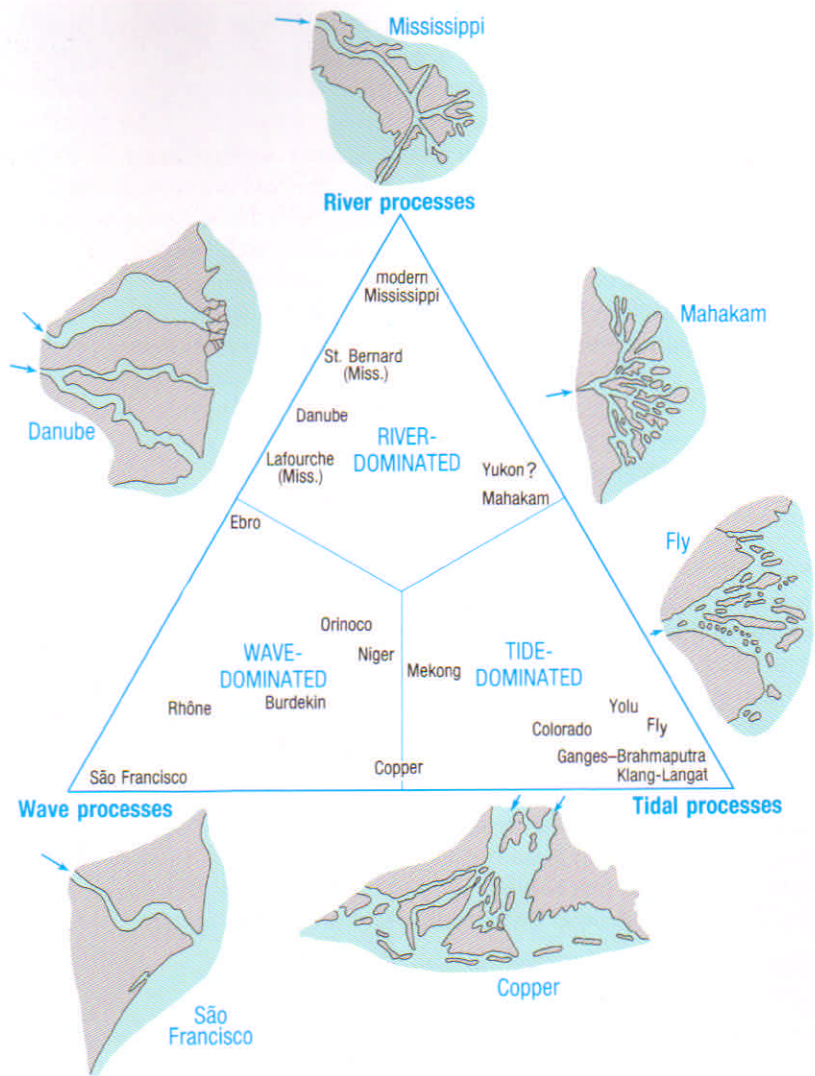 Mississippi
River processes
modern
Mississippi
Mahakam
St. Bernard
(Miss.)
Danube
Danube
RIVER-
DOMINATED
Lafourche
(Miss.)
Yukon?
Mahakam
Ebro
Fly
Orinoco
Niger
WAVE-
DOMINATED
Mekong
TIDE-
DOMINATED
Rhône
Burdekin
Yolu
Fly
Colorado
Ganges–Brahmaputra
Klang-Langat
Copper
São Francisco
Wave processes
Tidal processes
Copper
São
Francisco